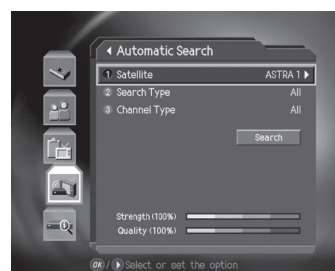 Automatic Search
1 Satellite ASTRA 1
2 Search Type All
3 Channel Type All
Search
Strength (100%)
Quality (100%)
OK / Select or set the option